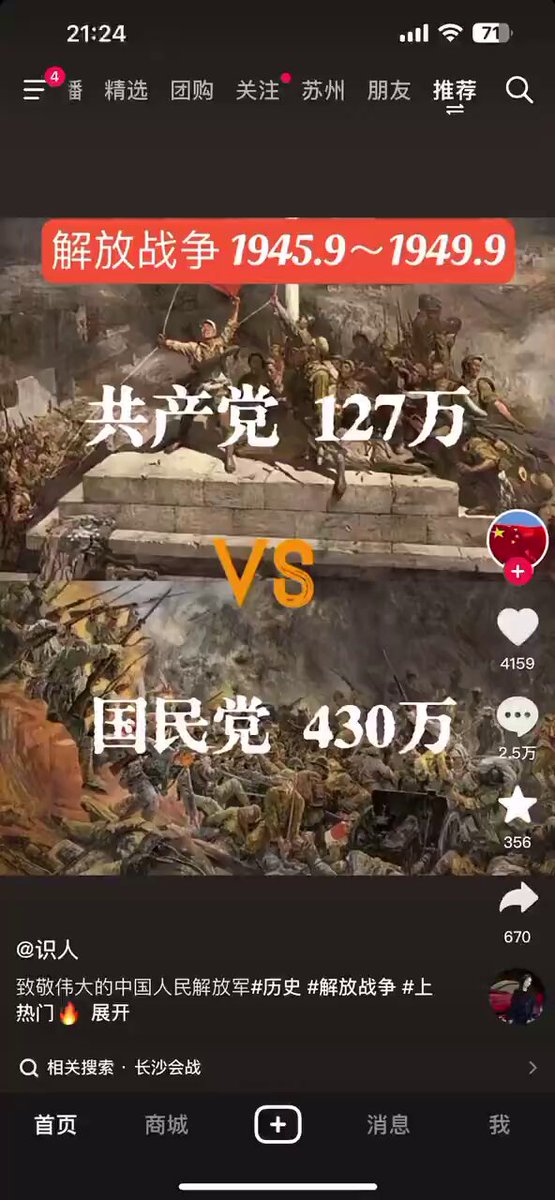 21:24
71
4
播 精选 团购 关注 苏州 朋友 推荐
解放战争 1945.9～1949.9
共产党 127万
VS
国民党 430万
4159
2.5万
356
670
@识人
致敬伟大的中国人民解放军#历史 #解放战争 #上
热门🔥 展开
相关搜索 · 长沙会战
首页 商城 消息 我